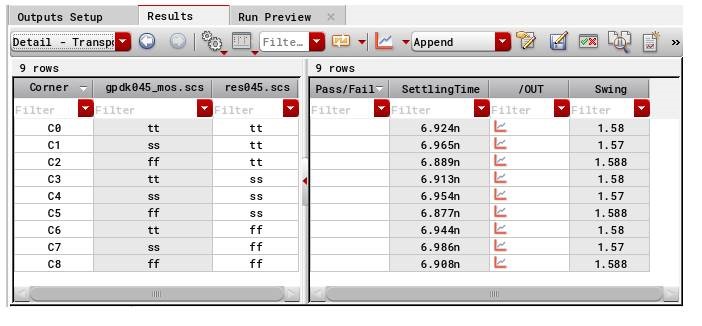 Outputs Setup Results Run Preview
Detail - Transpo Filte... Append »
9 rows 9 rows
Corner gpdk045_mos.scs res045.scs Pass/Fail SettlingTime /OUT Swing
Filter Filter Filter Filter Filter Filter Filter
C0 tt tt 6.924n 1.58
C1 ss tt 6.965n 1.57
C2 ff tt 6.889n 1.588
C3 tt ss 6.913n 1.58
C4 ss ss 6.954n 1.57
C5 ff ss 6.877n 1.588
C6 tt ff 6.944n 1.58
C7 ss ff 6.986n 1.57
C8 ff ff 6.908n 1.588